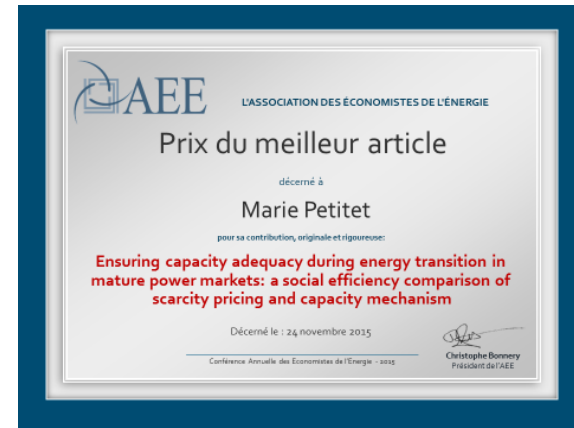 AEE
L'ASSOCIATION DES ÉCONOMISTES DE L'ÉNERGIE
Prix du meilleur article
décerné à
Marie Petitet
pour sa contribution, originale et rigoureuse:
Ensuring capacity adequacy during energy transition in
mature power markets: a social efficiency comparison of
scarcity pricing and capacity mechanism
Décerné le : 24 novembre 2015
Conférence Annuelle des Economistes de l'Energie - 2015
Christophe Bonnery
Président de l'AEE